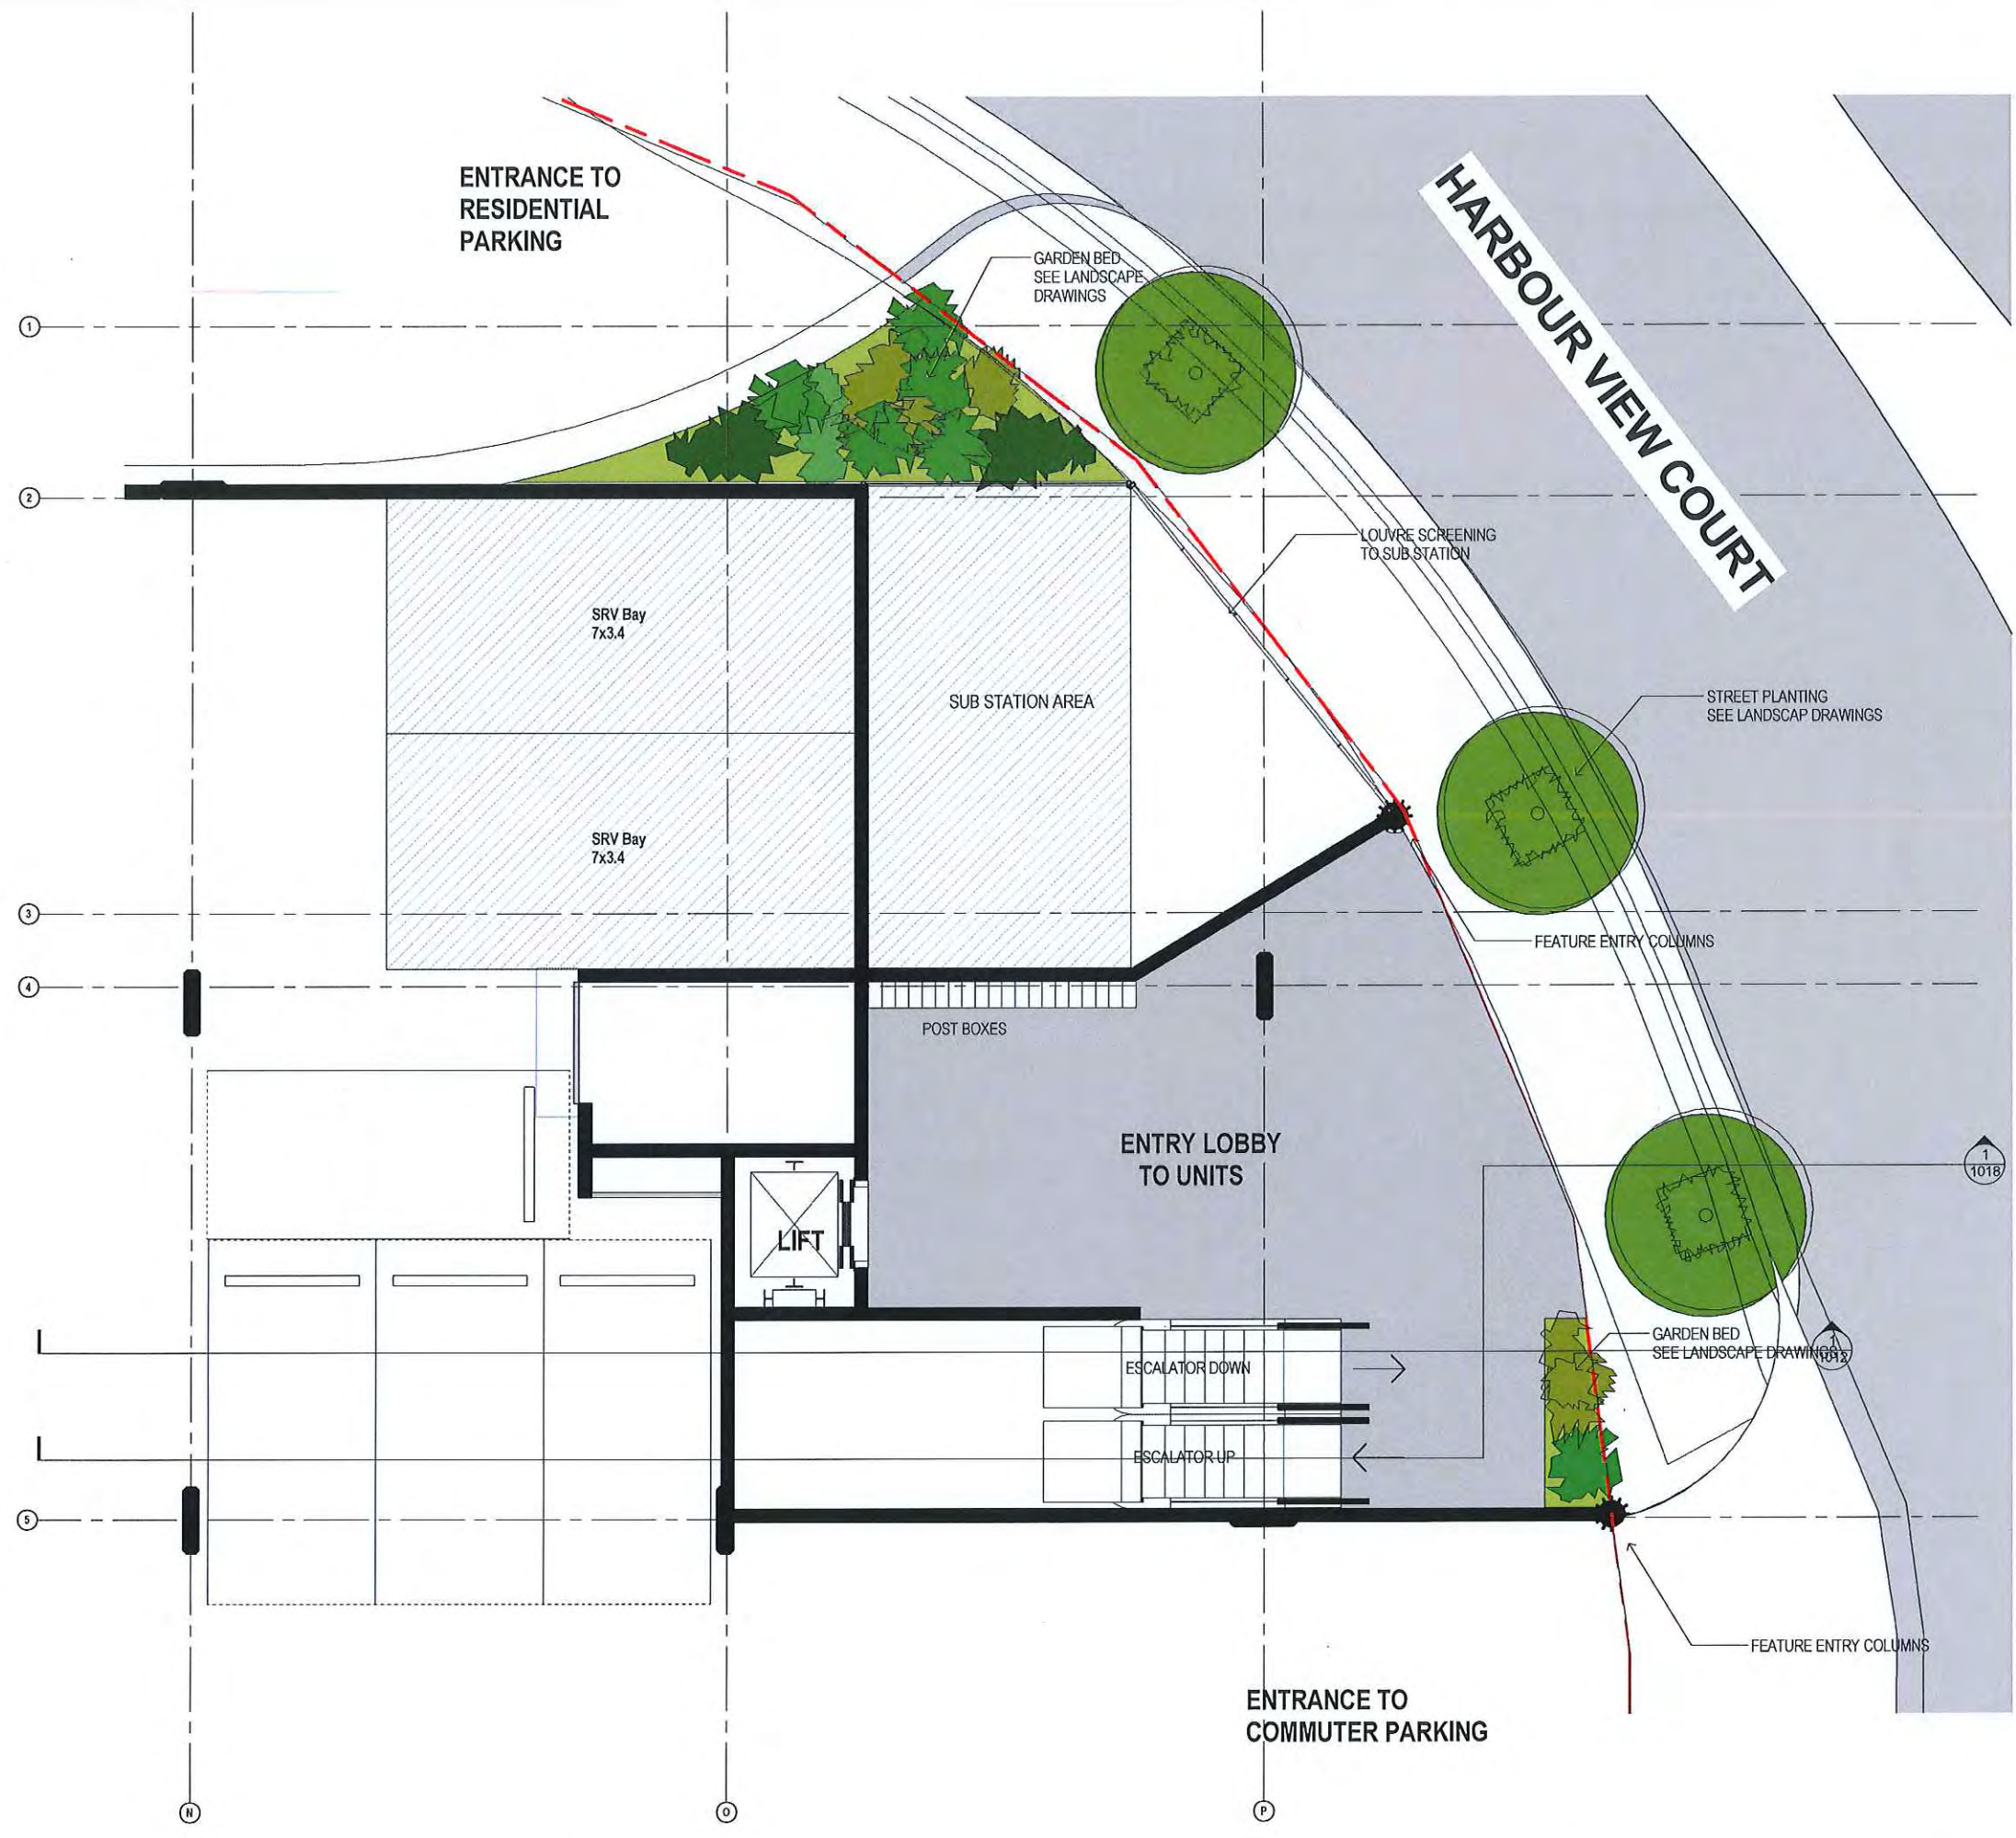 ENTRANCE TO
RESIDENTIAL
PARKING
GARDEN BED
SEE LANDSCAPE
DRAWINGS
HARBOUR VIEW COURT
1
2
LOUVRE SCREENING
TO SUB STATION
SRV Bay
7x3.4
SUB STATION AREA
STREET PLANTING
SEE LANDSCAP DRAWINGS
SRV Bay
7x3.4
3
FEATURE ENTRY COLUMNS
4
POST BOXES
ENTRY LOBBY
TO UNITS
1
1018
LIFT
GARDEN BED
SEE LANDSCAPE DRAWINGS
1
1012
ESCALATOR DOWN
ESCALATOR UP
5
FEATURE ENTRY COLUMNS
ENTRANCE TO
COMMUTER PARKING
N
O
P